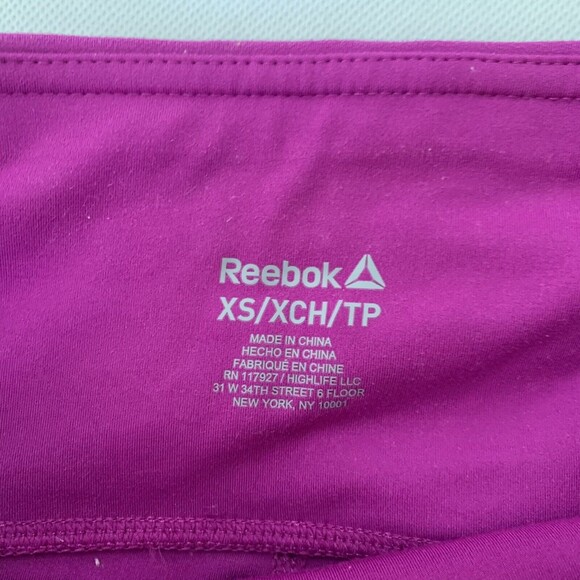 Reebok
XS/XCH/TP
MADE IN CHINA
HECHO EN CHINA
FABRIQUÉ EN CHINE
RN 117927 / HIGHLIFE LLC
31 W 34TH STREET 6 FLOOR
NEW YORK, NY 10001